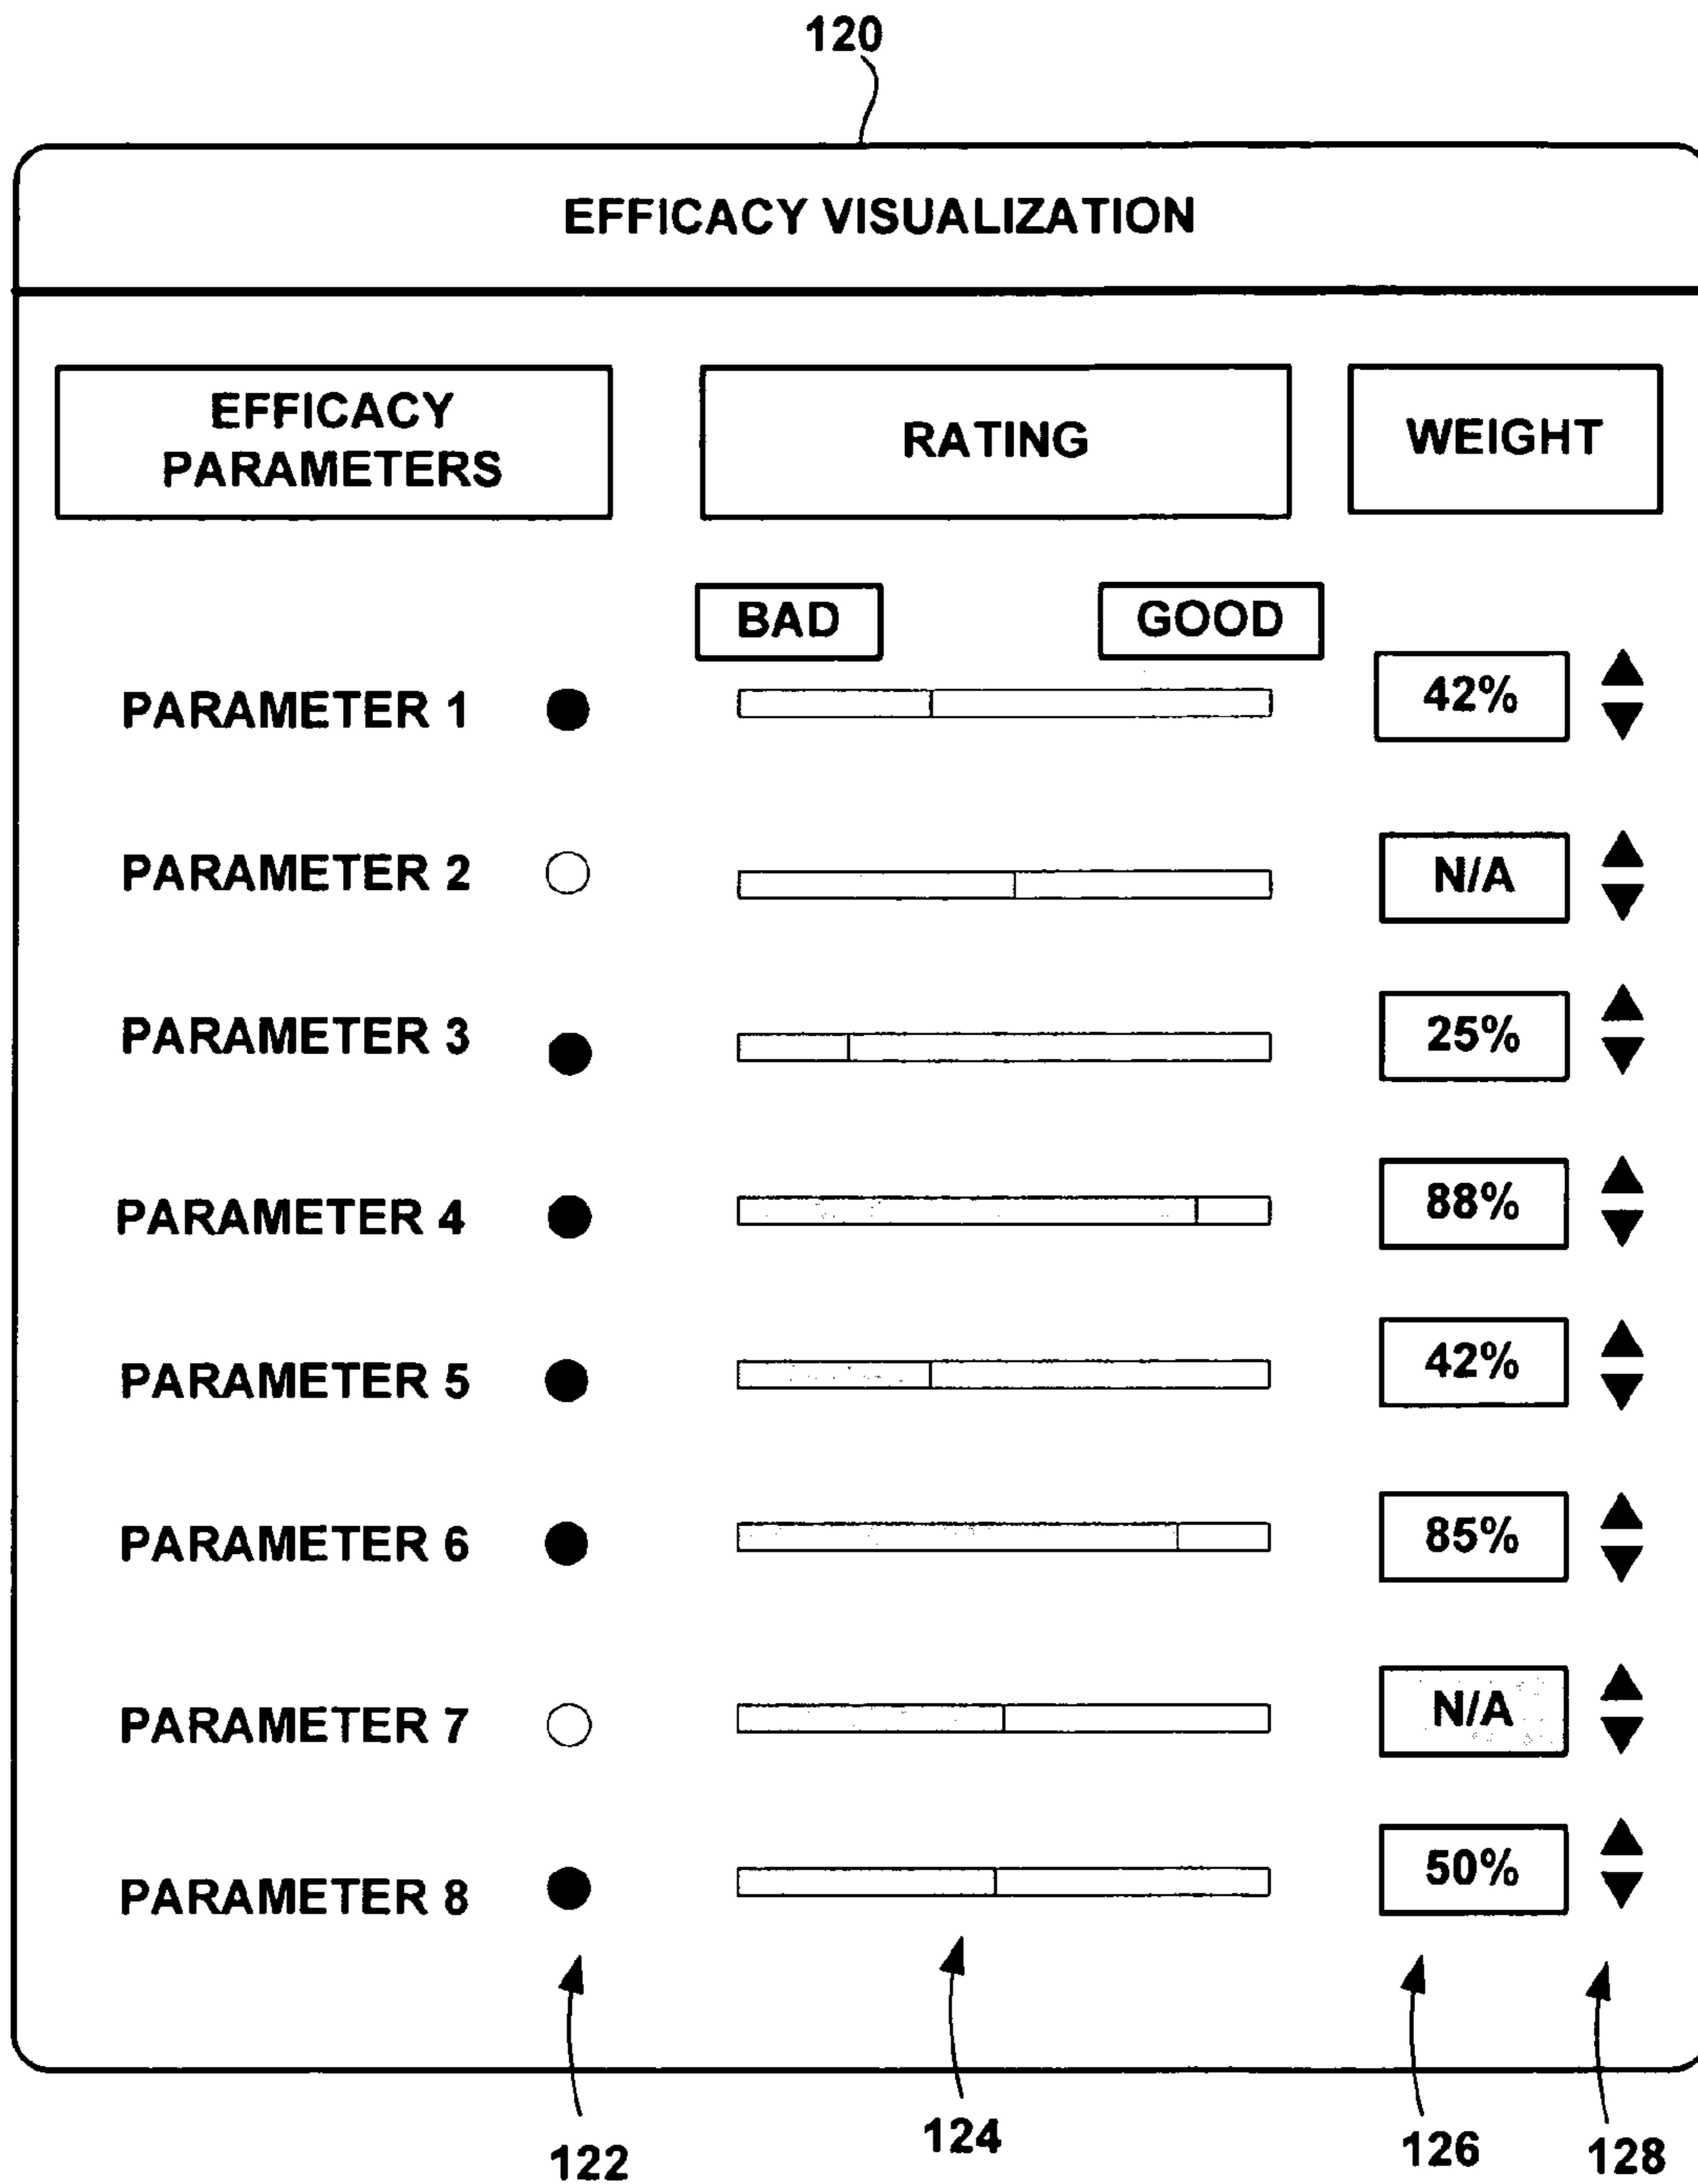 120
EFFICACY VISUALIZATION
EFFICACY
PARAMETERS
RATING
WEIGHT
BAD
GOOD
PARAMETER 1
42%
PARAMETER 2
N/A
PARAMETER 3
25%
PARAMETER 4
88%
PARAMETER 5
42%
PARAMETER 6
85%
PARAMETER 7
N/A
PARAMETER 8
50%
122
124
126
128